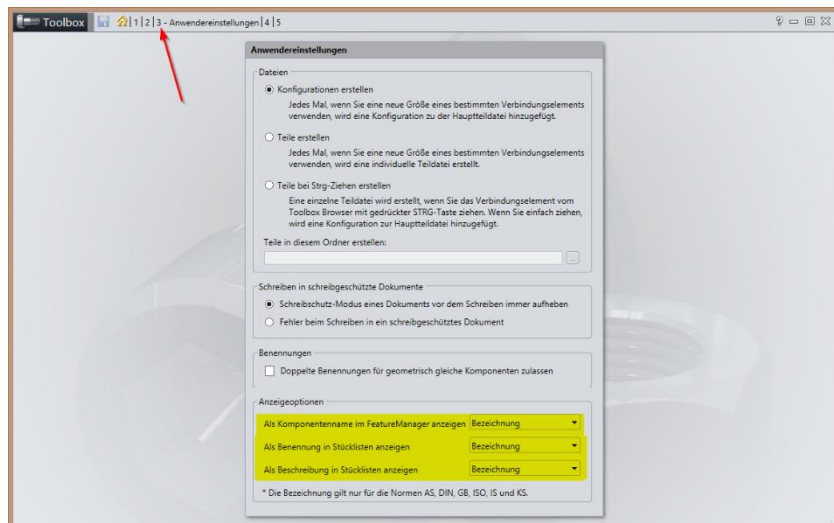 Toolbox
1 | 2 | 3 - Anwendereinstellungen | 4 | 5
Anwendereinstellungen
Dateien
Konfigurationen erstellen
Jedes Mal, wenn Sie eine neue Größe eines bestimmten Verbindungselements
verwenden, wird eine Konfiguration zu der Hauptteildatei hinzugefügt.
Teile erstellen
Jedes Mal, wenn Sie eine neue Größe eines bestimmten Verbindungselements
verwenden, wird eine individuelle Teildatei erstellt.
Teile bei Strg-Ziehen erstellen
Eine einzelne Teildatei wird erstellt, wenn Sie das Verbindungselement vom
Toolbox Browser mit gedrückter STRG-Taste ziehen. Wenn Sie einfach ziehen,
wird eine Konfiguration zur Hauptteildatei hinzugefügt.
Teile in diesem Ordner erstellen:
...
Schreiben in schreibgeschützte Dokumente
Schreibschutz-Modus eines Dokuments vor dem Schreiben immer aufheben
Fehler beim Schreiben in ein schreibgeschütztes Dokument
Benennungen
Doppelte Benennungen für geometrisch gleiche Komponenten zulassen
Anzeigeoptionen
Als Komponentenname im FeatureManager anzeigen Bezeichnung
Als Benennung in Stücklisten anzeigen Bezeichnung
Als Beschreibung in Stücklisten anzeigen Bezeichnung
* Die Bezeichnung gilt nur für die Normen AS, DIN, GB, ISO, IS und KS.